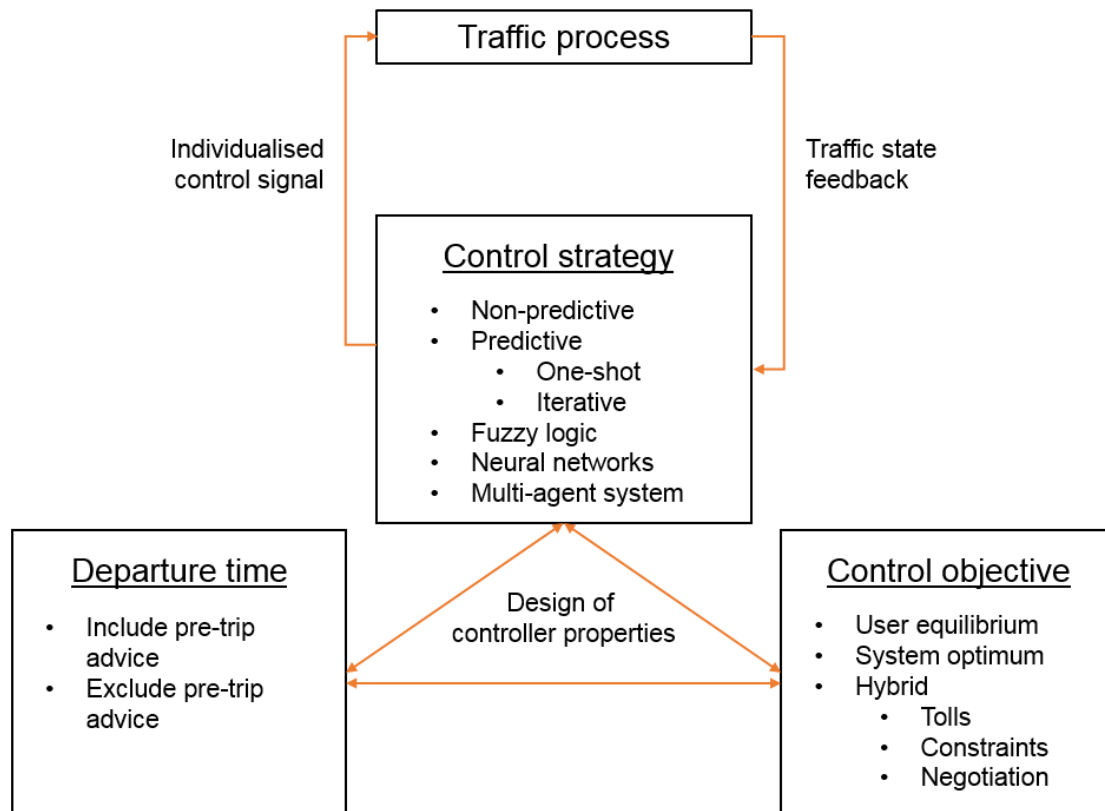 Traffic process
Individualised
control signal
Traffic state
feedback
Control strategy
• Non-predictive
• Predictive
• One-shot
• Iterative
• Fuzzy logic
• Neural networks
• Multi-agent system
Departure time
• Include pre-trip
advice
• Exclude pre-trip
advice
Design of
controller properties
Control objective
• User equilibrium
• System optimum
• Hybrid
• Tolls
• Constraints
• Negotiation